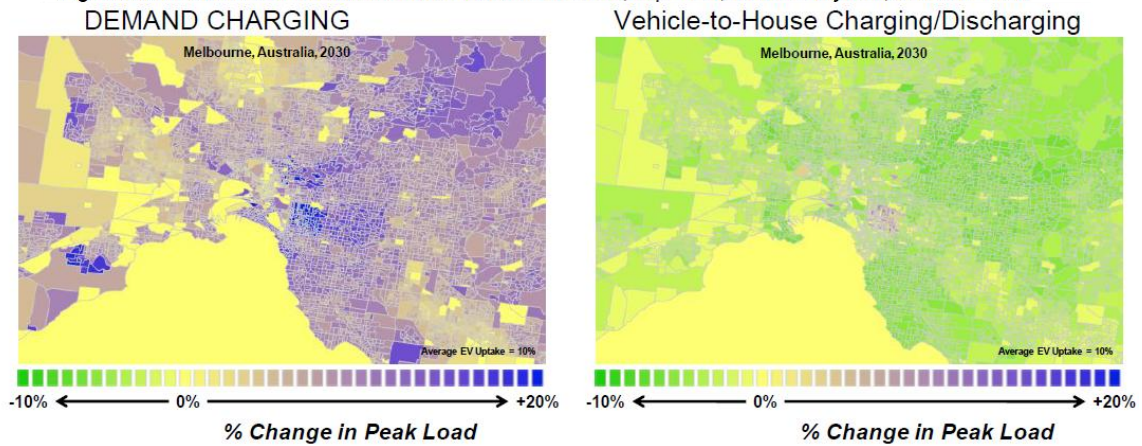 DEMAND CHARGING
Melbourne, Australia, 2030
Average EV Uptake = 10%
-10% 0% +20%
% Change in Peak Load
Vehicle-to-House Charging/Discharging
Melbourne, Australia, 2030
Average EV Uptake = 10%
-10% 0% +20%
% Change in Peak Load